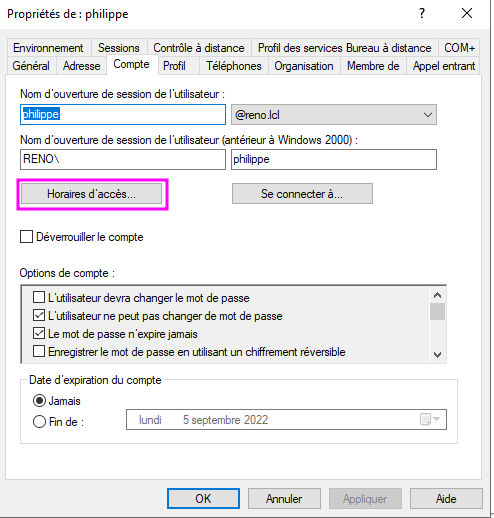 Propriétés de : philippe ? ×
Environnement Sessions Contrôle à distance Profil des services Bureau à distance COM+
Général Adresse Compte Profil Téléphones Organisation Membre de Appel entrant
Nom d'ouverture de session de l'utilisateur :
philippe @reno.lcl
Nom d'ouverture de session de l'utilisateur (antérieur à Windows 2000) :
RENO\ philippe
Horaires d'accès... Se connecter à...
Déverrouiller le compte
Options de compte :
L'utilisateur devra changer le mot de passe
L'utilisateur ne peut pas changer de mot de passe
Le mot de passe n'expire jamais
Enregistrer le mot de passe en utilisant un chiffrement réversible
Date d'expiration du compte
Jamais
Fin de : lundi 5 septembre 2022
OK Annuler Appliquer Aide